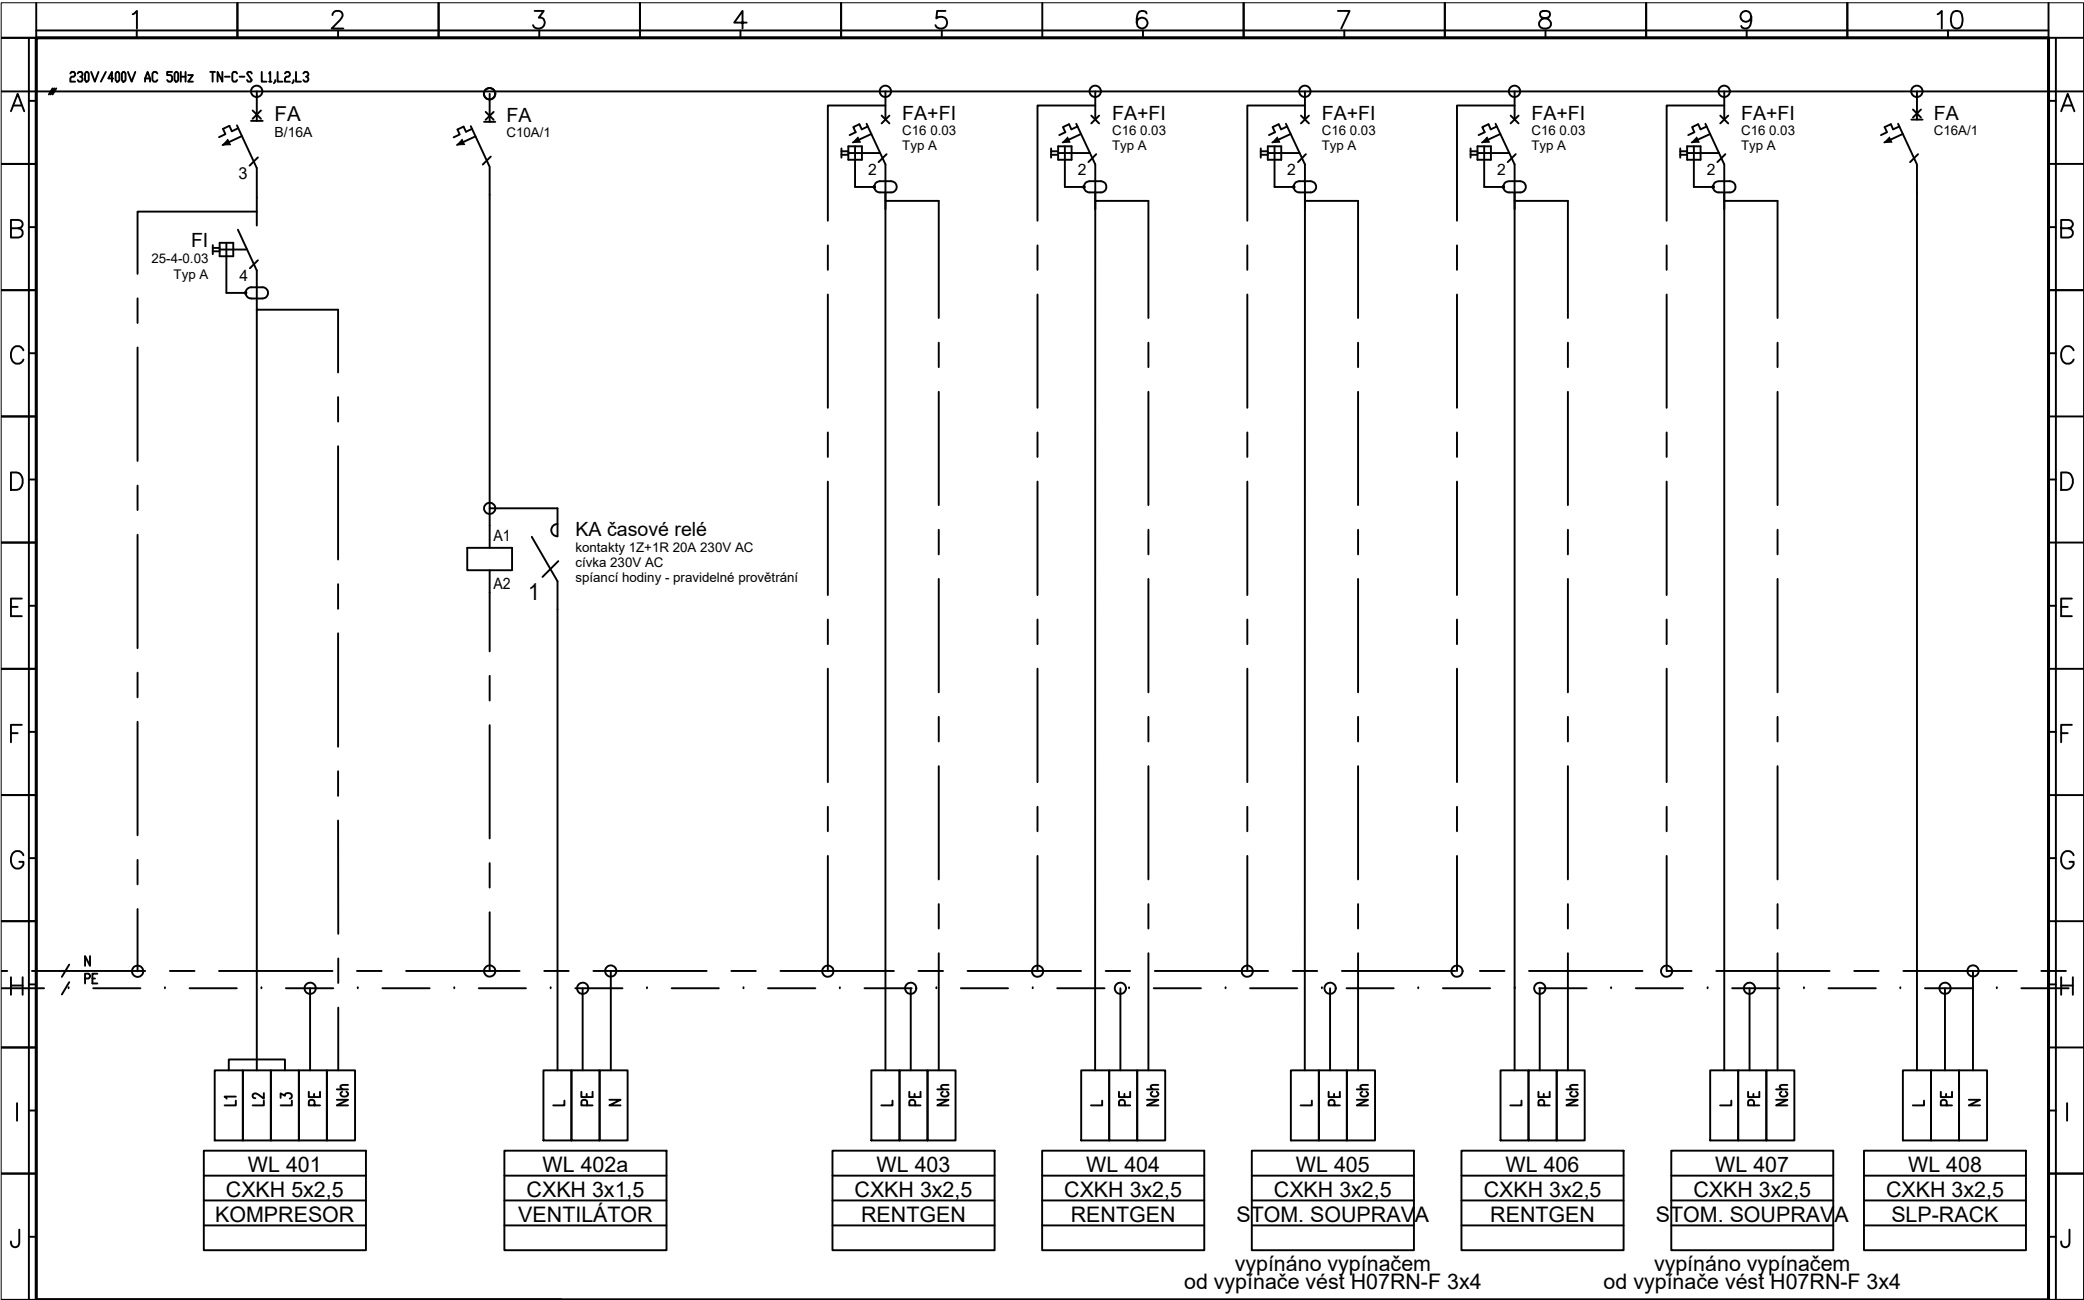 1 2 3 4 5 6 7 8 9 10
230V/400V AC 50Hz TN-C-S L1,L2,L3
A
A
FA
B/16A
3
FA
C10A/1
FA+FI
C16 0.03
Typ A
2
FA+FI
C16 0.03
Typ A
2
FA+FI
C16 0.03
Typ A
2
FA+FI
C16 0.03
Typ A
2
FA+FI
C16 0.03
Typ A
2
FA
C16A/1
B
B
FI
25-4-0.03
Typ A
4
C
C
D
D
A1
A2
1
KA časové relé
kontakty 1Z+1R 20A 230V AC
cívka 230V AC
spíancí hodiny - pravidelné provětrání
E
E
F
F
G
G
N
PE
H
H
I
I
L1 L2 L3 PE Nch
L PE N
L PE Nch
L PE Nch
L PE Nch
L PE Nch
L PE Nch
L PE N
WL 401
CXKH 5x2,5
KOMPRESOR
WL 402a
CXKH 3x1,5
VENTILÁTOR
WL 403
CXKH 3x2,5
RENTGEN
WL 404
CXKH 3x2,5
RENTGEN
WL 405
CXKH 3x2,5
STOM. SOUPRAVA
vypínáno vypínačem
od vypínače vést H07RN-F 3x4
WL 406
CXKH 3x2,5
RENTGEN
WL 407
CXKH 3x2,5
STOM. SOUPRAVA
vypínáno vypínačem
od vypínače vést H07RN-F 3x4
WL 408
CXKH 3x2,5
SLP-RACK
J
J